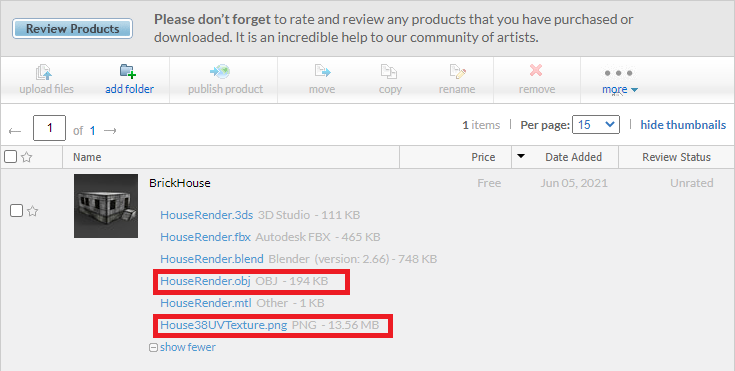 Review Products
Please don't forget to rate and review any products that you have purchased or
downloaded. It is an incredible help to our community of artists.
upload files add folder publish product move copy rename remove more
1 of 1
1 items Per page: 15 hide thumbnails
Name Price Date Added Review Status
BrickHouse Free Jun 05, 2021 Unrated
HouseRender.3ds 3D Studio - 111 KB
HouseRender.fbx Autodesk FBX - 465 KB
HouseRender.blend Blender (version: 2.66) - 748 KB
HouseRender.obj OBJ - 194 KB
HouseRender.mtl Other - 1 KB
House38UVTexture.png PNG - 13.56 MB
show fewer